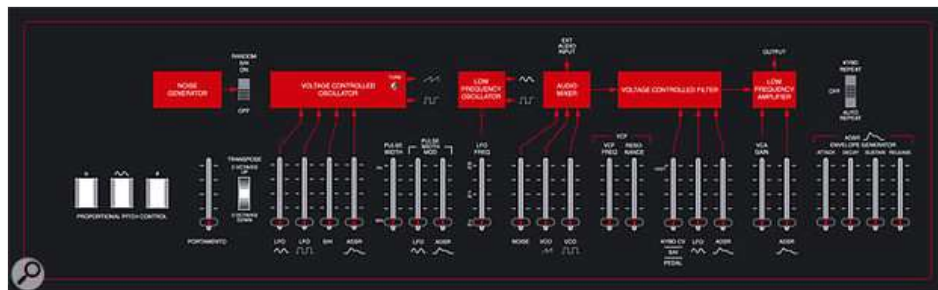 EXT
AUDIO
INPUT
OUTPUT
RANDOM
S/H
ON
OFF
NOISE
GENERATOR
VOLTAGE CONTROLLED
OSCILLATOR
TUNE
LOW
FREQUENCY
OSCILLATOR
AUDIO
MIXER
VOLTAGE CONTROLLED FILTER
LOW
FREQUENCY
AMPLIFIER
KYBD
REPEAT
OFF
AUTO
REPEAT
PROPORTIONAL PITCH CONTROL
PORTAMENTO
TRANSPOSE
2 OCTAVES
UP
2 OCTAVES
DOWN
LFO
LFO
S/H
ADSR
PULSE
WIDTH
PULSE
WIDTH
MOD
LFO
ADSR
LFO
FREQ
NOISE
VCO
VCO
VCF
VCF
FREQ
RESO-
NANCE
KYBD CV
S/H
PEDAL
LFO
ADSR
VCA
GAIN
ADSR
ADSR
ENVELOPE GENERATOR
ATTACK DECAY SUSTAIN RELEASE